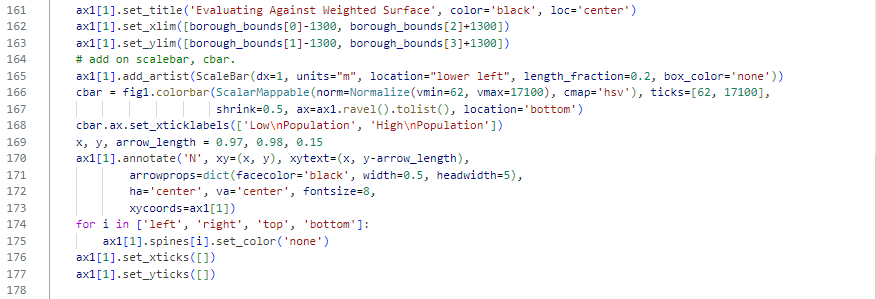 161 ax1[1].set_title('Evaluating Against Weighted Surface', color='black', loc='center')
162 ax1[1].set_xlim([borough_bounds[0]-1300, borough_bounds[2]+1300])
163 ax1[1].set_ylim([borough_bounds[1]-1300, borough_bounds[3]+1300])
164 # add on scalebar, cbar.
165 ax1[1].add_artist(ScaleBar(dx=1, units="m", location="lower left", length_fraction=0.2, box_color='none'))
166 cbar = fig1.colorbar(ScalarMappable(norm=Normalize(vmin=62, vmax=17100), cmap='hsv'), ticks=[62, 17100],
167 shrink=0.5, ax=ax1.ravel().tolist(), location='bottom')
168 cbar.ax.set_xticklabels(['Low\nPopulation', 'High\nPopulation'])
169 x, y, arrow_length = 0.97, 0.98, 0.15
170 ax1[1].annotate('N', xy=(x, y), xytext=(x, y-arrow_length),
171 arrowprops=dict(facecolor='black', width=0.5, headwidth=5),
172 ha='center', va='center', fontsize=8,
173 xycoords=ax1[1])
174 for i in ['left', 'right', 'top', 'bottom']:
175 ax1[1].spines[i].set_color('none')
176 ax1[1].set_xticks([])
177 ax1[1].set_yticks([])
178